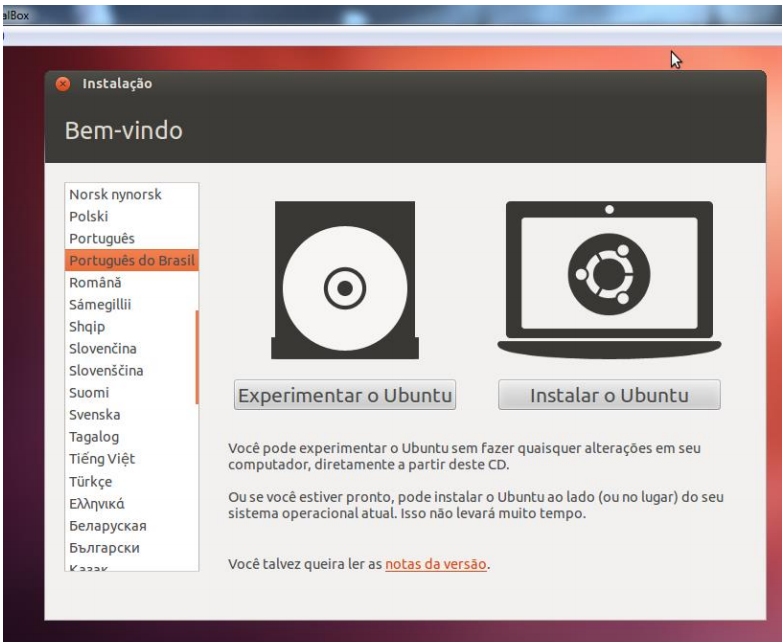 alBox
Instalação
Bem-vindo
Norsk nynorsk
Polski
Português
Português do Brasil
Română
Sámegillii
Shqip
Slovenčina
Slovenščina
Suomi
Svenska
Tagalog
Tiếng Việt
Türkçe
Ελληνικά
Беларуская
Български
Experimentar o Ubuntu
Instalar o Ubuntu
Você pode experimentar o Ubuntu sem fazer quaisquer alterações em seu
computador, diretamente a partir deste CD.
Ou se você estiver pronto, pode instalar o Ubuntu ao lado (ou no lugar) do seu
sistema operacional atual. Isso não levará muito tempo.
Você talvez queira ler as notas da versão.